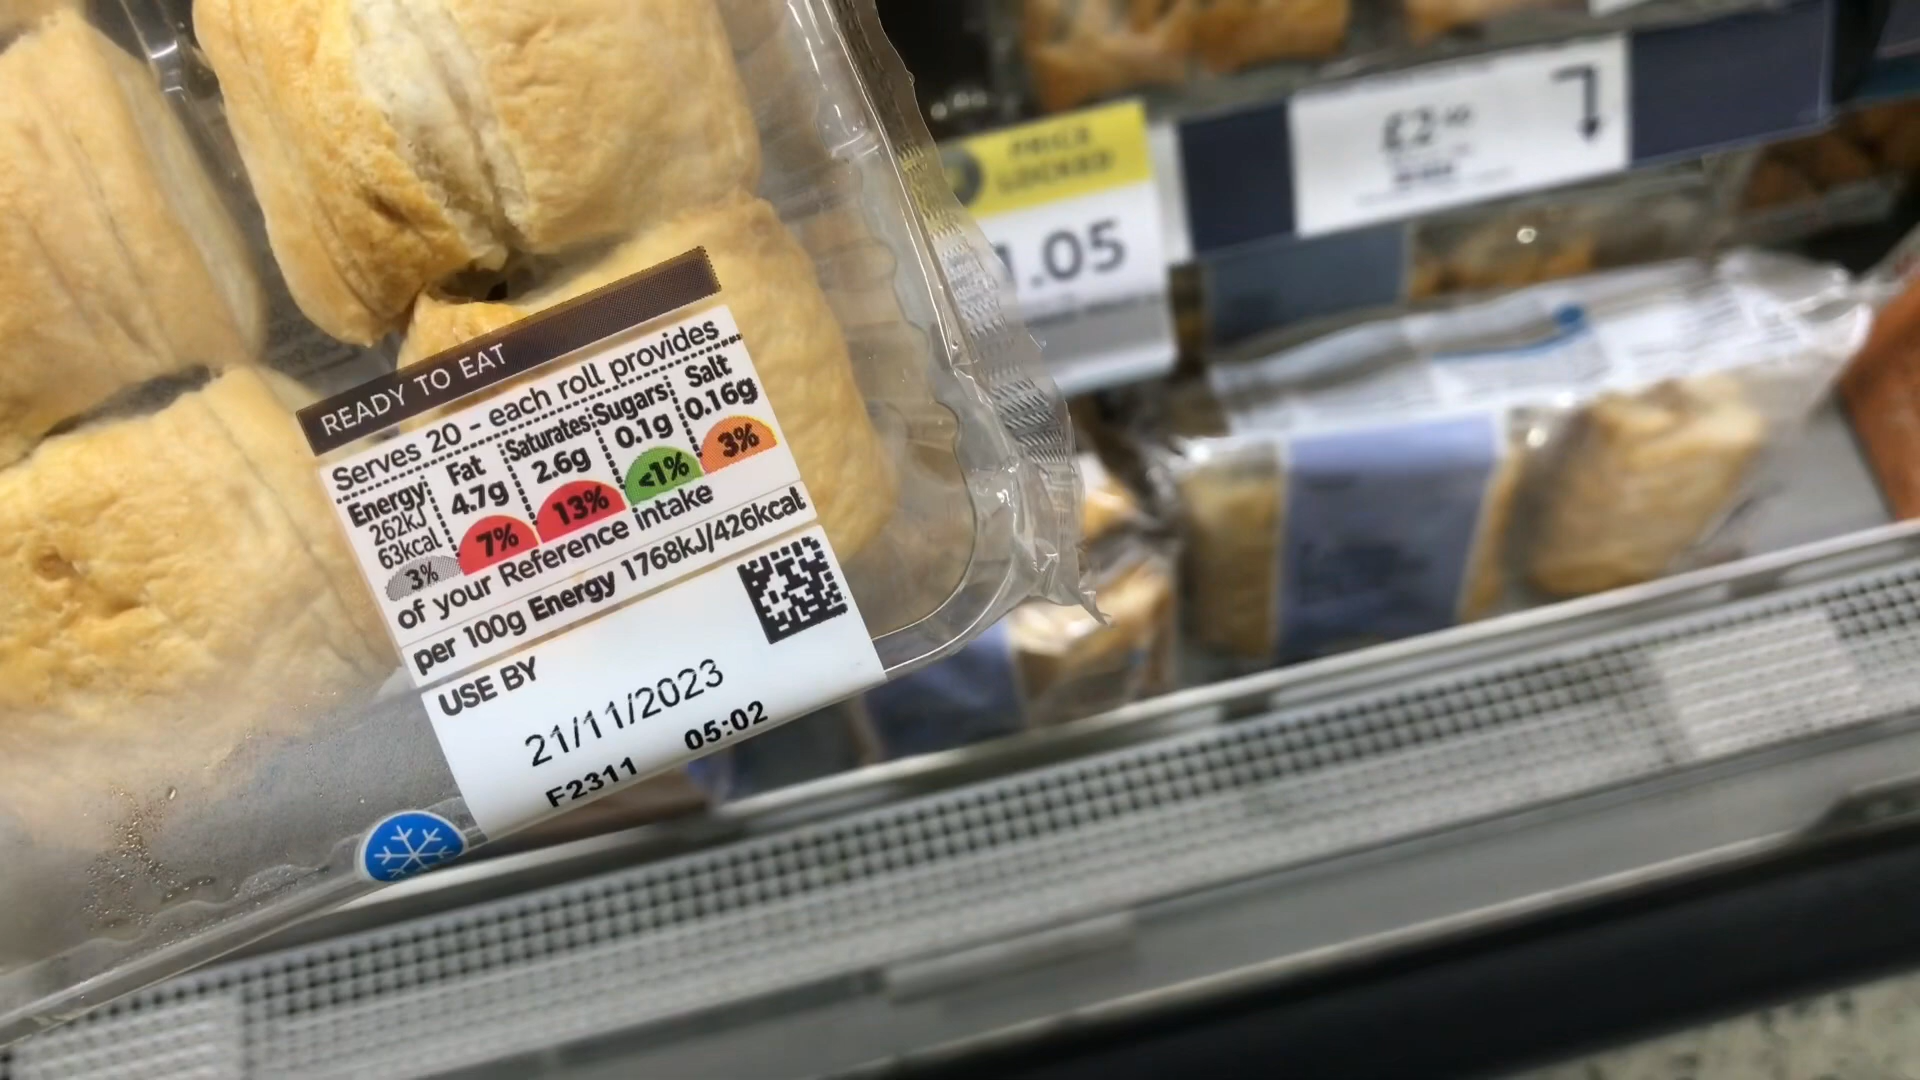 READY TO EAT
Serves 20 - each roll provides
Energy Fat Saturates Sugars Salt
262kJ 4.7g 2.6g 0.1g 0.16g
63kcal
3% 7% 13% <1% 3%
of your Reference intake
per 100g Energy 1768kJ/426kcal
USE BY
21/11/2023
F2311 05:02
PRICE
LOCKED
1.05
£2